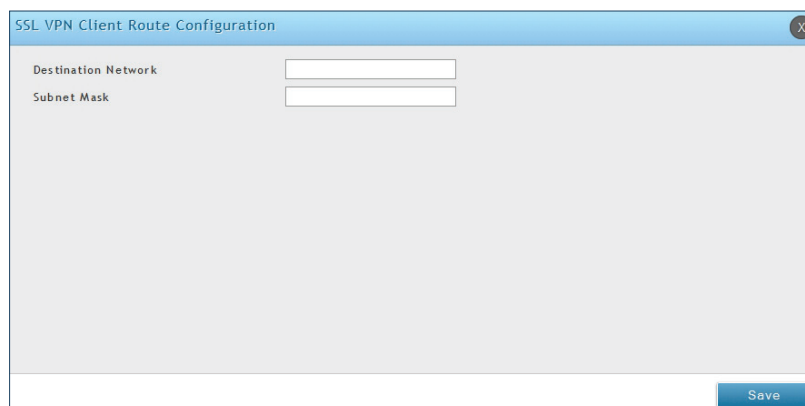 SSL VPN Client Route Configuration
X
Destination Network
Subnet Mask
Save